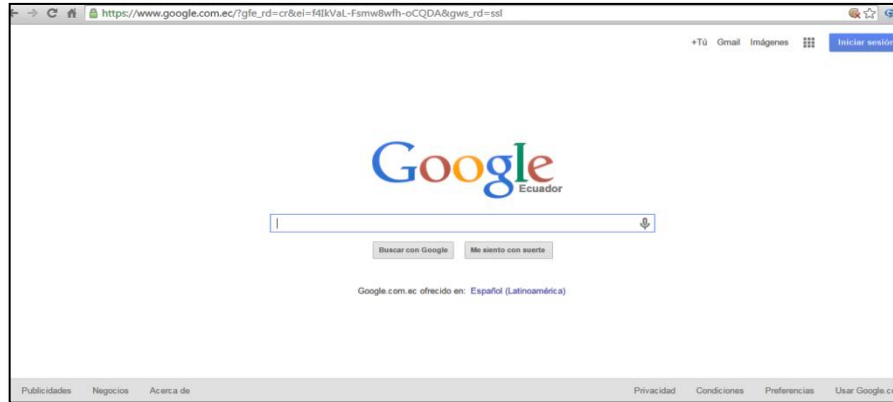 https://www.google.com.ec/?gfe_rd=cr&ei=f4IkVaL-Fsmw8wfh-oCQDA&gws_rd=ssl
+Tú Gmail Imágenes Iniciar sesión
Google
Ecuador
Buscar con Google Me siento con suerte
Google.com.ec ofrecido en: Español (Latinoamérica)
Publicidades Negocios Acerca de Privacidad Condiciones Preferencias Usar Google.c